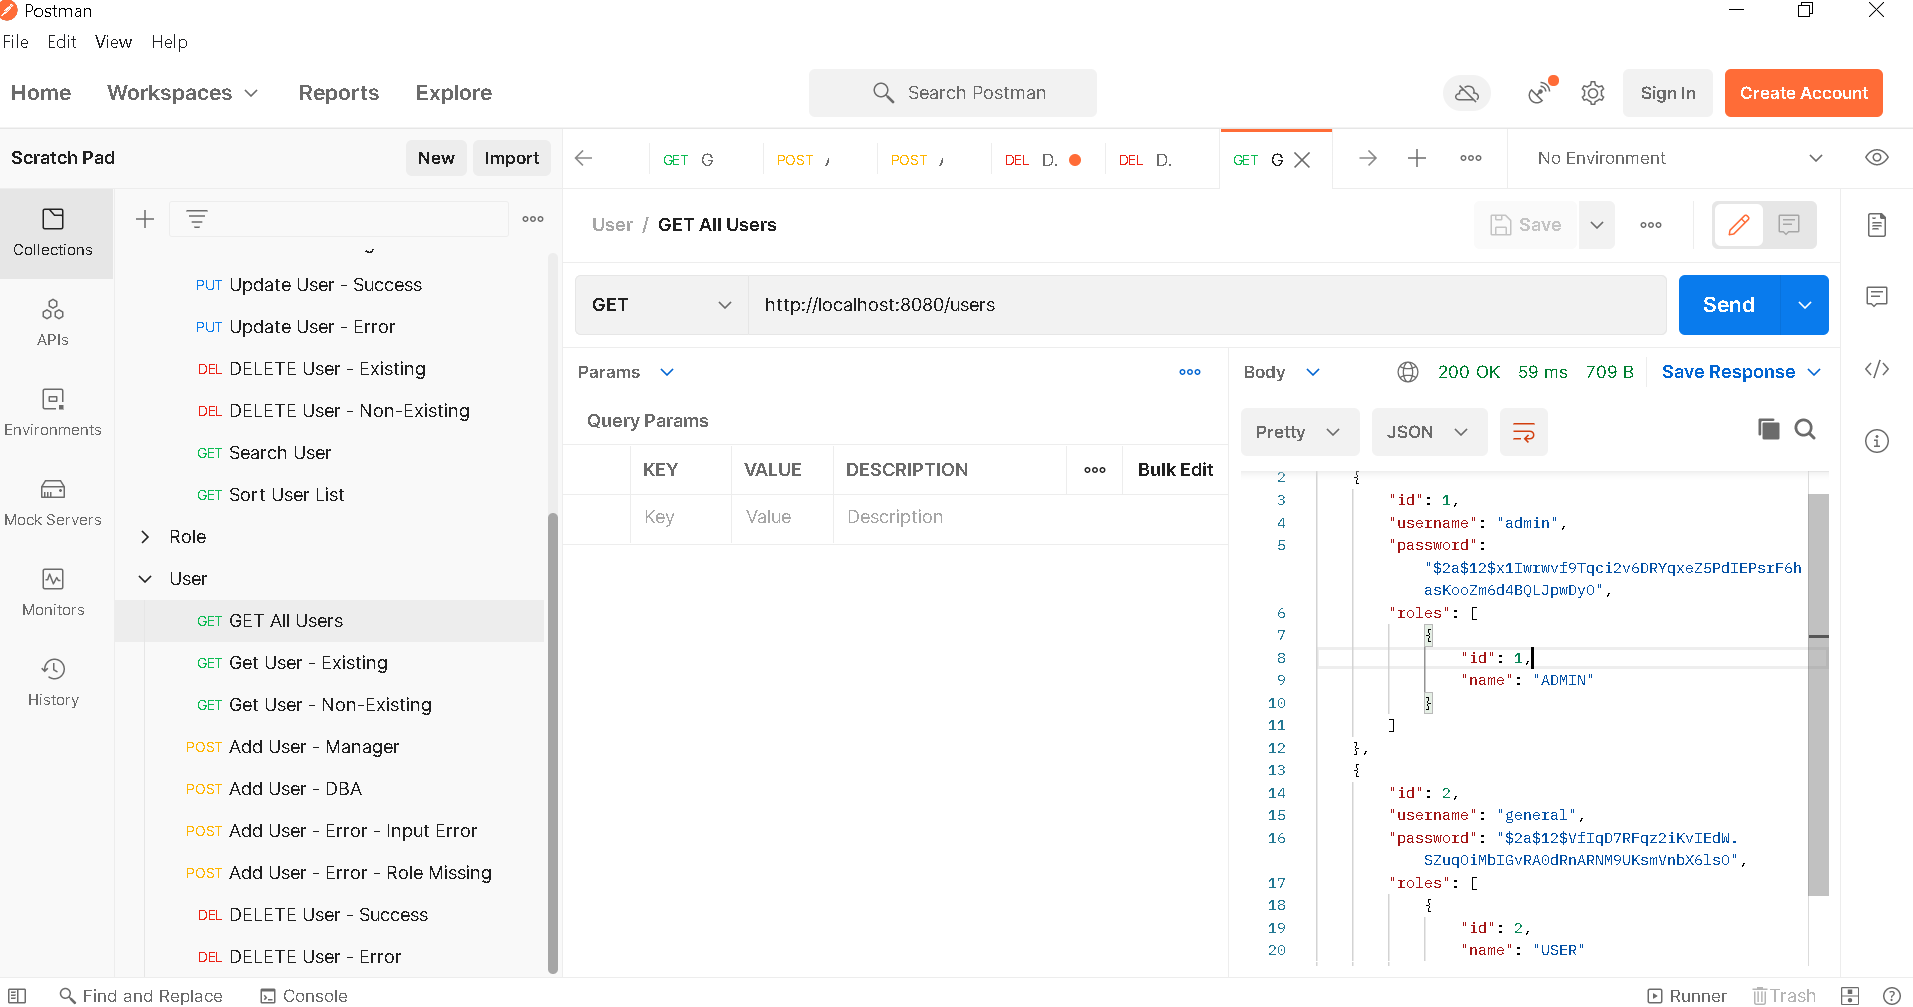 Postman
File Edit View Help
Home Workspaces Reports Explore
Search Postman
Sign In
Create Account
Scratch Pad
New Import
GET G
POST
POST
DEL D.
DEL D.
GET G
No Environment
Collections
APIs
Environments
Mock Servers
Monitors
History
PUT Update User - Success
PUT Update User - Error
DEL DELETE User - Existing
DEL DELETE User - Non-Existing
GET Search User
GET Sort User List
Role
User
GET GET All Users
GET Get User - Existing
GET Get User - Non-Existing
POST Add User - Manager
POST Add User - DBA
POST Add User - Error - Input Error
POST Add User - Error - Role Missing
DEL DELETE User - Success
DEL DELETE User - Error
User / GET All Users
Save
GET http://localhost:8080/users
Send
Params
Query Params
KEY VALUE DESCRIPTION Bulk Edit
Key Value Description
Body 200 OK 59 ms 709 B Save Response
Pretty JSON
2 {
3 "id": 1,
4 "username": "admin",
5 "password":
"$2a$12$x1Iwrwvf9Tqci2v6DRYqxeZ5PdIEPsrF6h
asKooZm6d4BQLJpwDyO",
6 "roles": [
7 {
8 "id": 1,
9 "name": "ADMIN"
10 }
11 ]
12 },
13 {
14 "id": 2,
15 "username": "general",
16 "password": "$2a$12$VfIqD7RFqz2iKvIEdW.
SZuqOiMbIGvRA0dRnARNM9UKsmVnbX6lsO",
17 "roles": [
18 {
19 "id": 2,
20 "name": "USER"
Find and Replace Console
Runner Trash